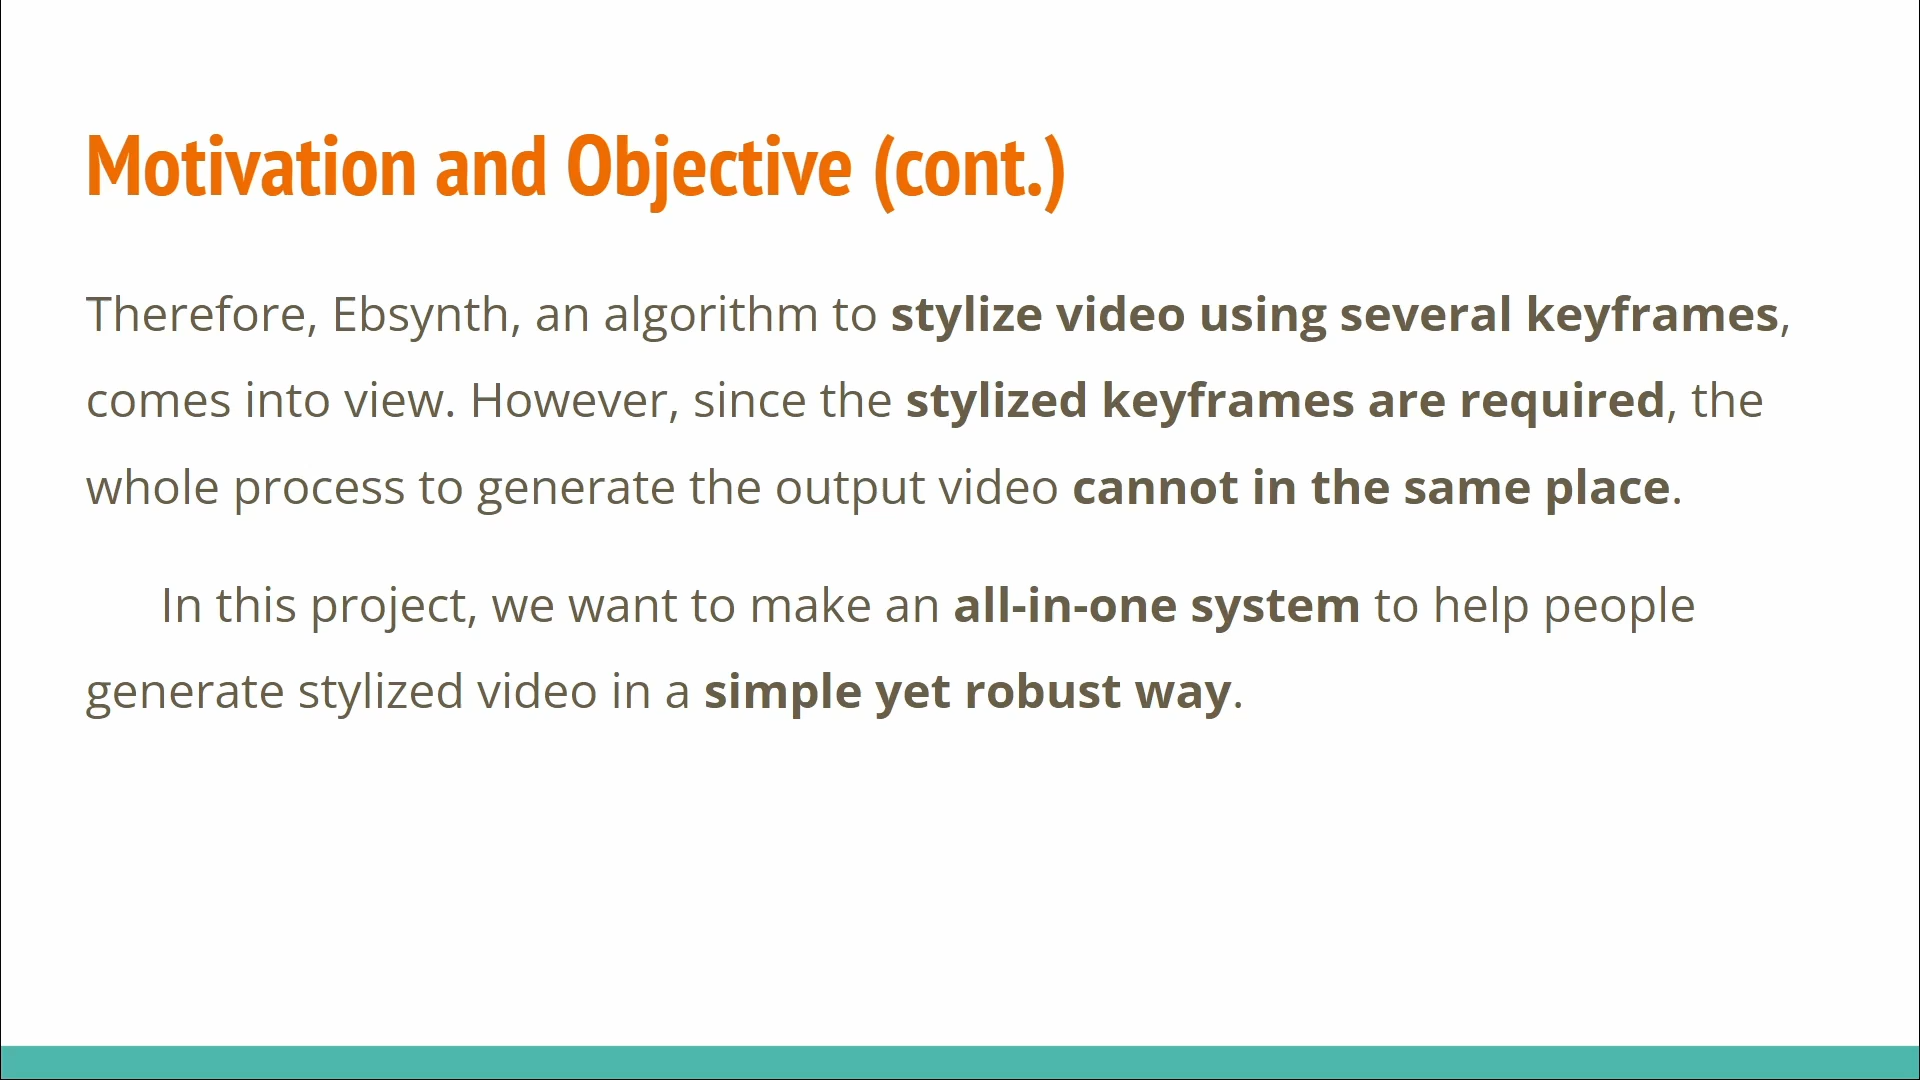 Motivation and Objective (cont.)
Therefore, Ebsynth, an algorithm to stylize video using several keyframes,
comes into view. However, since the stylized keyframes are required, the
whole process to generate the output video cannot in the same place.
In this project, we want to make an all-in-one system to help people
generate stylized video in a simple yet robust way.